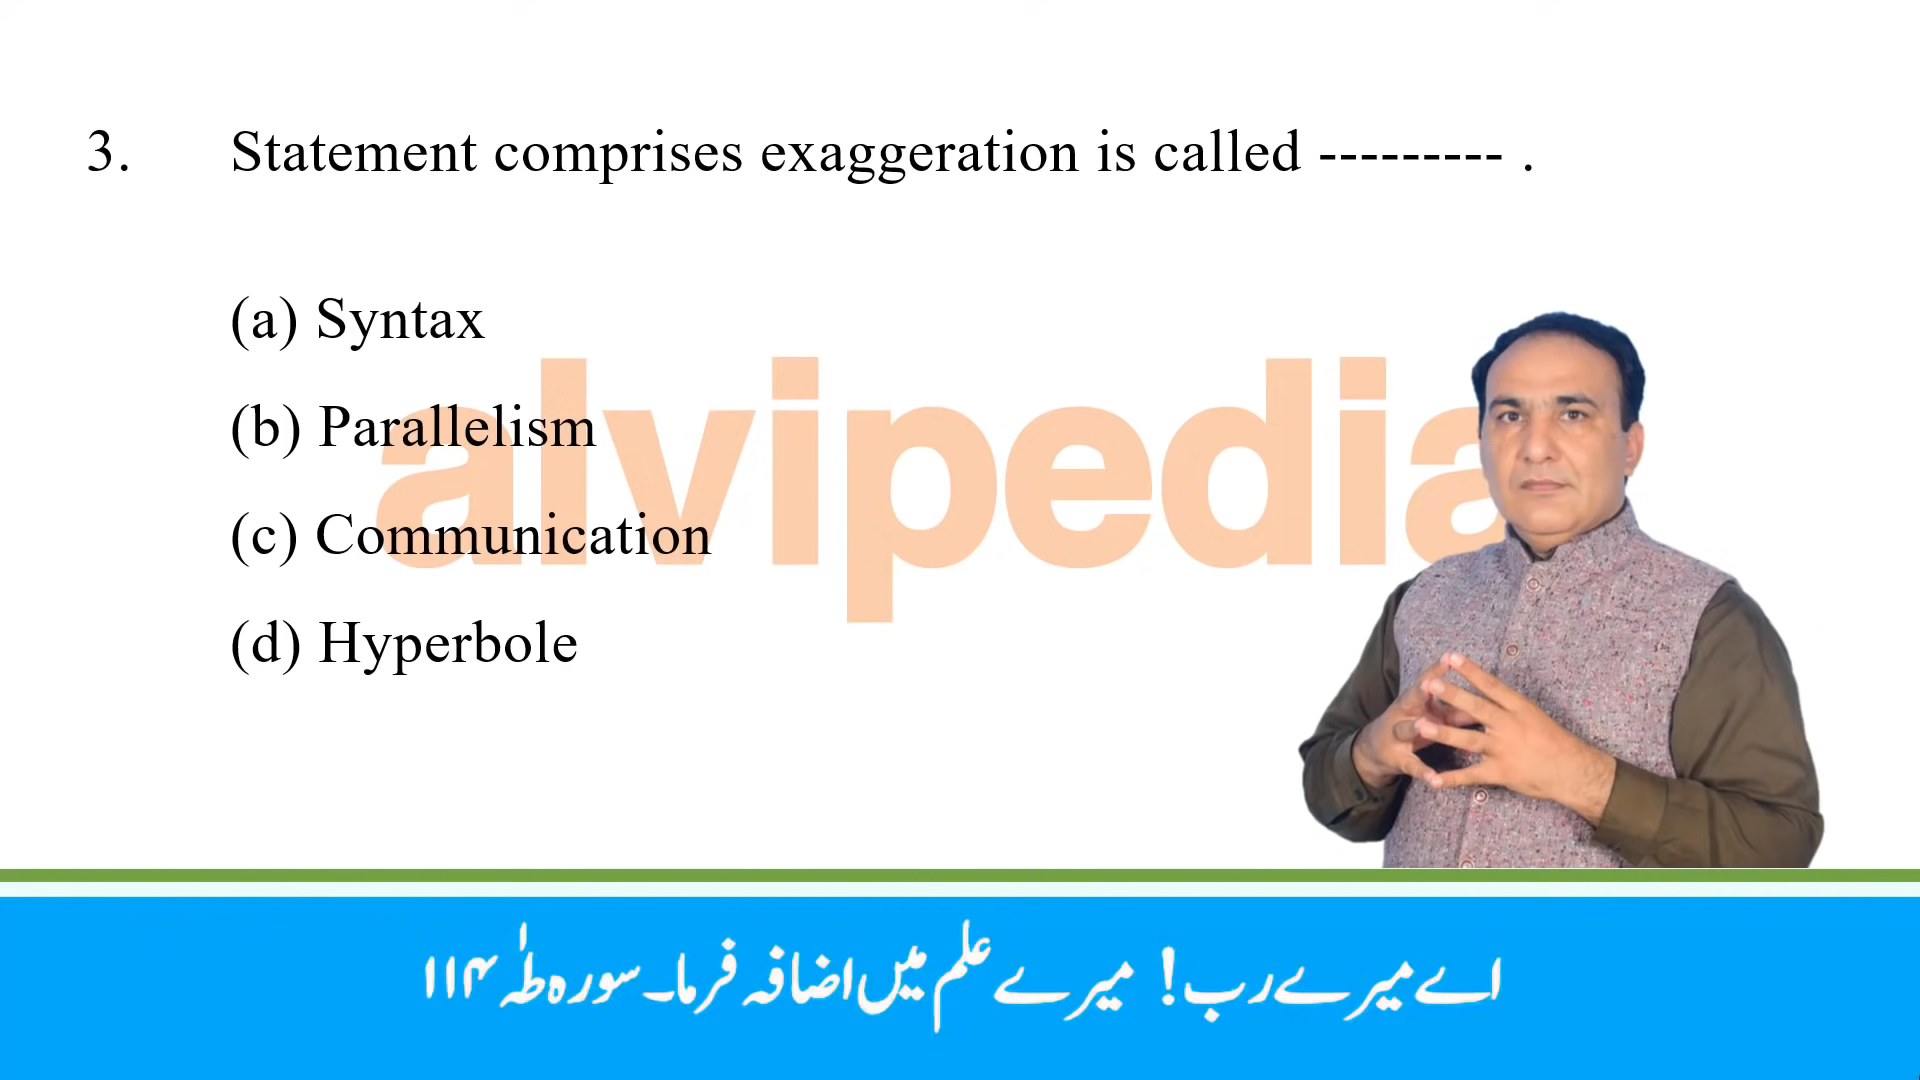 3. Statement comprises exaggeration is called --------- .
(a) Syntax
(b) Parallelism
(c) Communication
(d) Hyperbole
alvipedia
اے میرے رب! میرے علم میں اضافہ فرما۔ سورہ طہٰ ۱۱۴